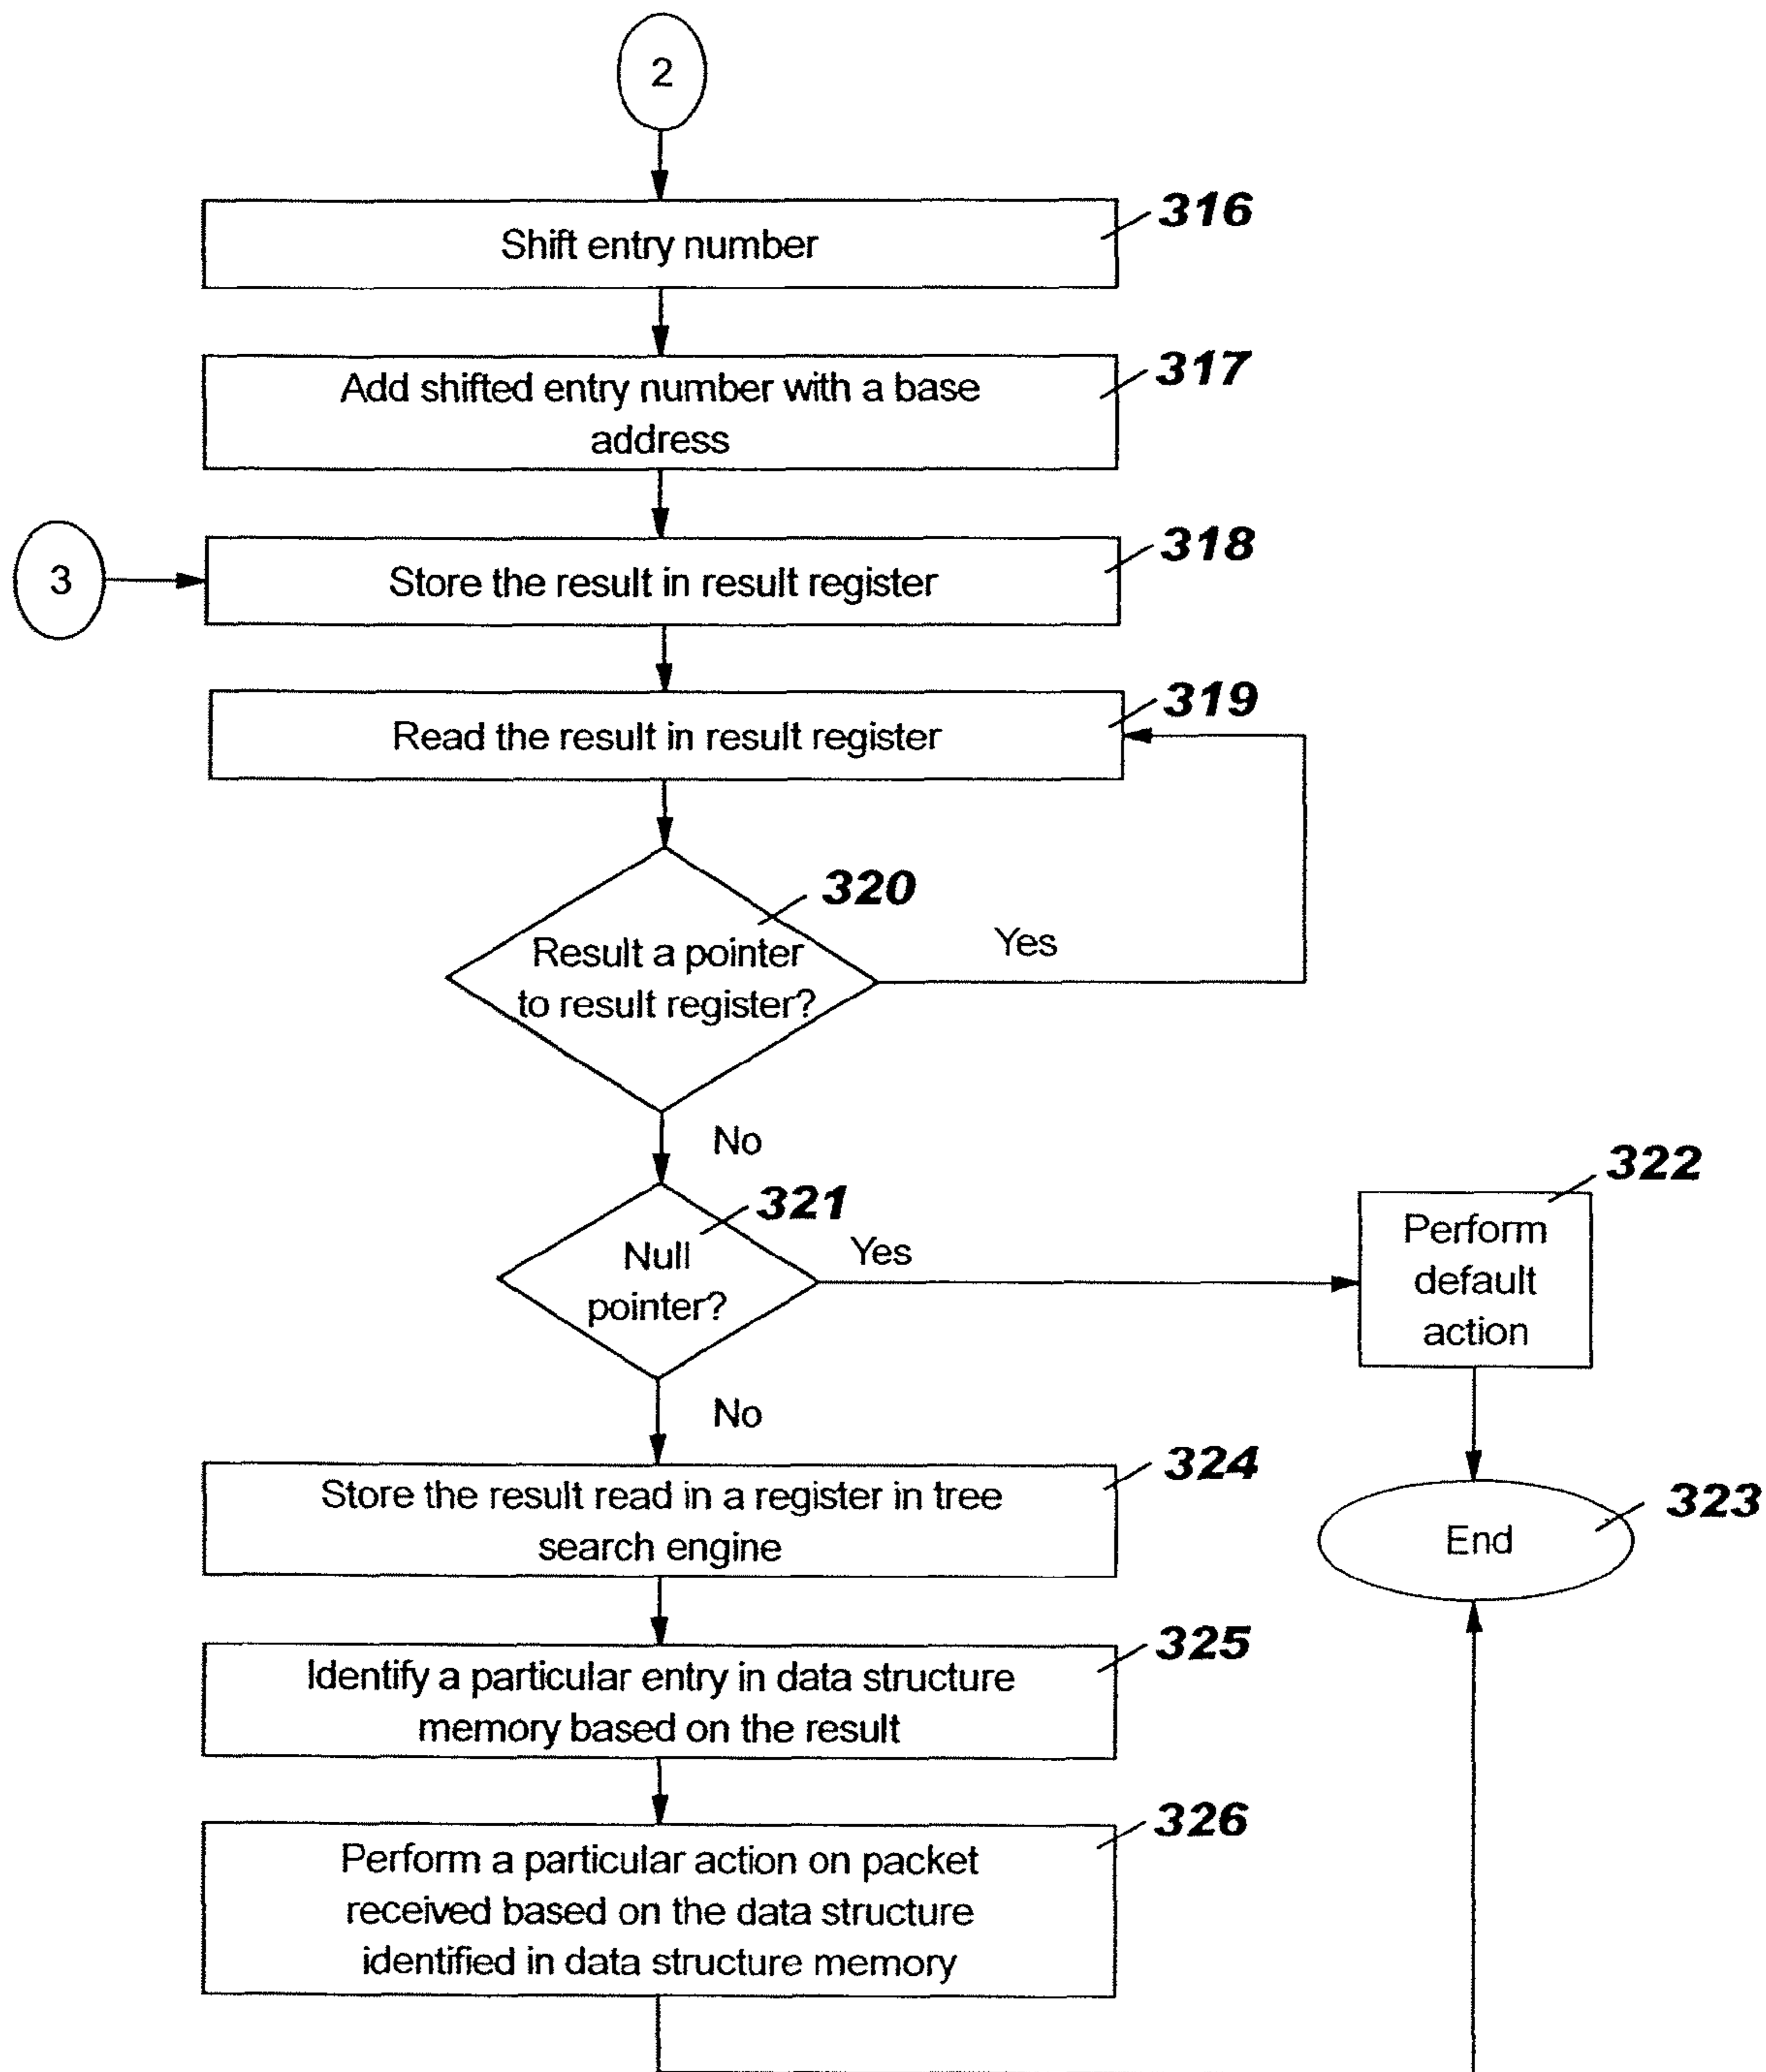 2
316
Shift entry number
317
Add shifted entry number with a base
address
318
3
Store the result in result register
319
Read the result in result register
320
Result a pointer
to result register?
Yes
No
321
Null
pointer?
Yes
322
Perform
default
action
No
324
Store the result read in a register in tree
search engine
323
End
325
Identify a particular entry in data structure
memory based on the result
326
Perform a particular action on packet
received based on the data structure
identified in data structure memory